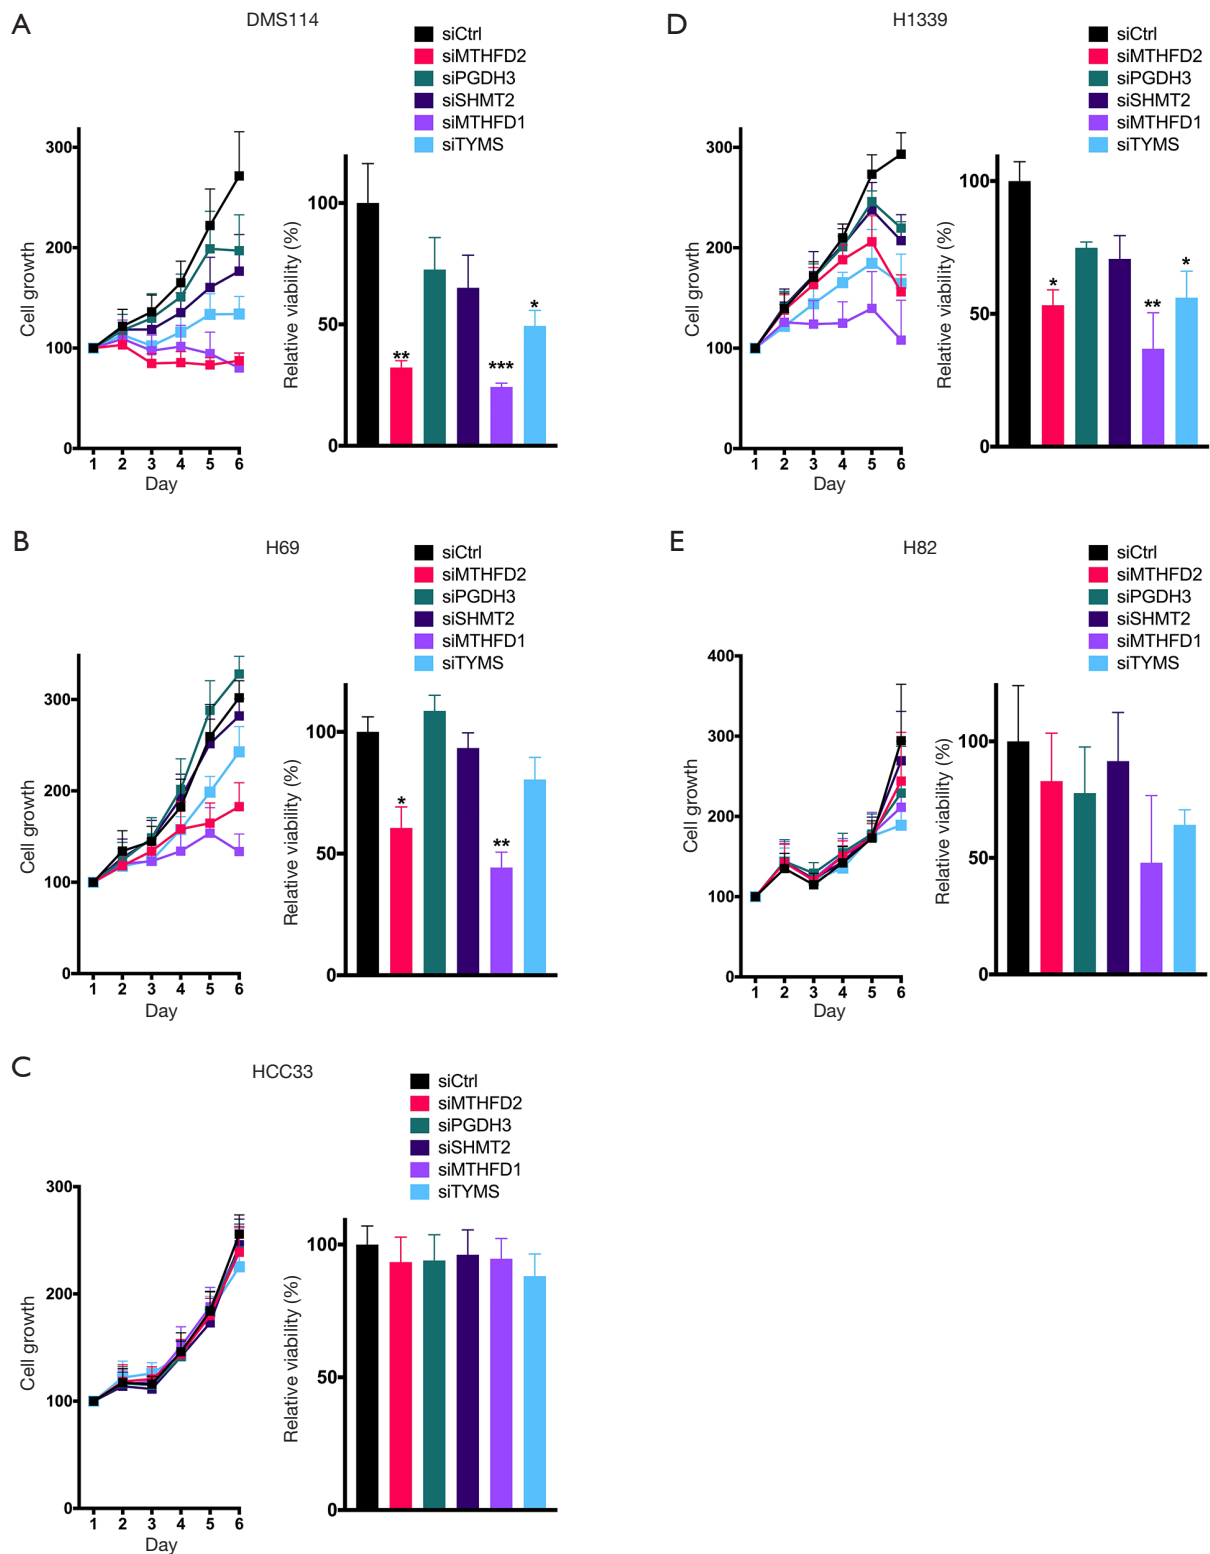 A
DMS114
siCtrl
siMTHFD2
siPGDH3
siSHMT2
siMTHFD1
siTYMS
Cell growth
300
200
100
0
1 2 3 4 5 6
Day
Relative viability (%)
100
50
0
**
***
*
D
H1339
siCtrl
siMTHFD2
siPGDH3
siSHMT2
siMTHFD1
siTYMS
Cell growth
300
200
100
0
1 2 3 4 5 6
Day
Relative viability (%)
100
50
0
*
**
*
B
H69
siCtrl
siMTHFD2
siPGDH3
siSHMT2
siMTHFD1
siTYMS
Cell growth
300
200
100
0
1 2 3 4 5 6
Day
Relative viability (%)
100
50
0
*
**
E
H82
siCtrl
siMTHFD2
siPGDH3
siSHMT2
siMTHFD1
siTYMS
Cell growth
400
300
200
100
0
1 2 3 4 5 6
Day
Relative viability (%)
100
50
0
C
HCC33
siCtrl
siMTHFD2
siPGDH3
siSHMT2
siMTHFD1
siTYMS
Cell growth
300
200
100
0
1 2 3 4 5 6
Day
Relative viability (%)
100
50
0